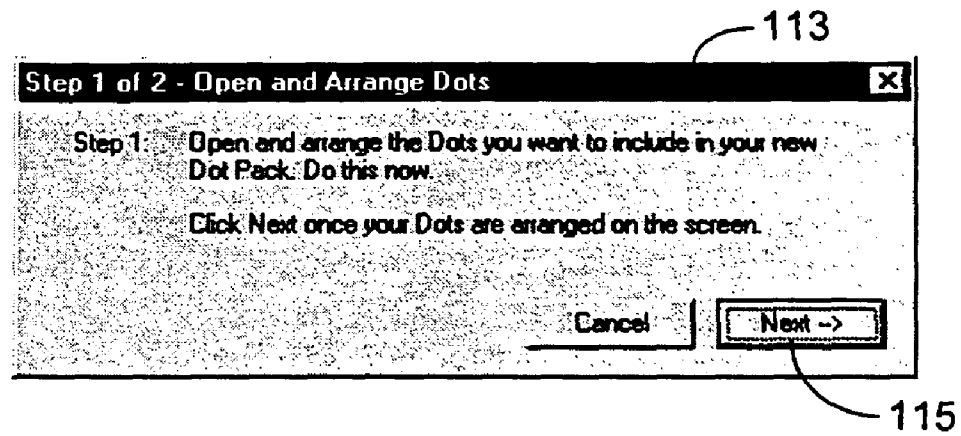 113
Step 1 of 2 - Open and Arrange Dots
Step 1: Open and arrange the Dots you want to include in your new
Dot Pack. Do this now.
Click Next once your Dots are arranged on the screen.
Cancel Next -->
115